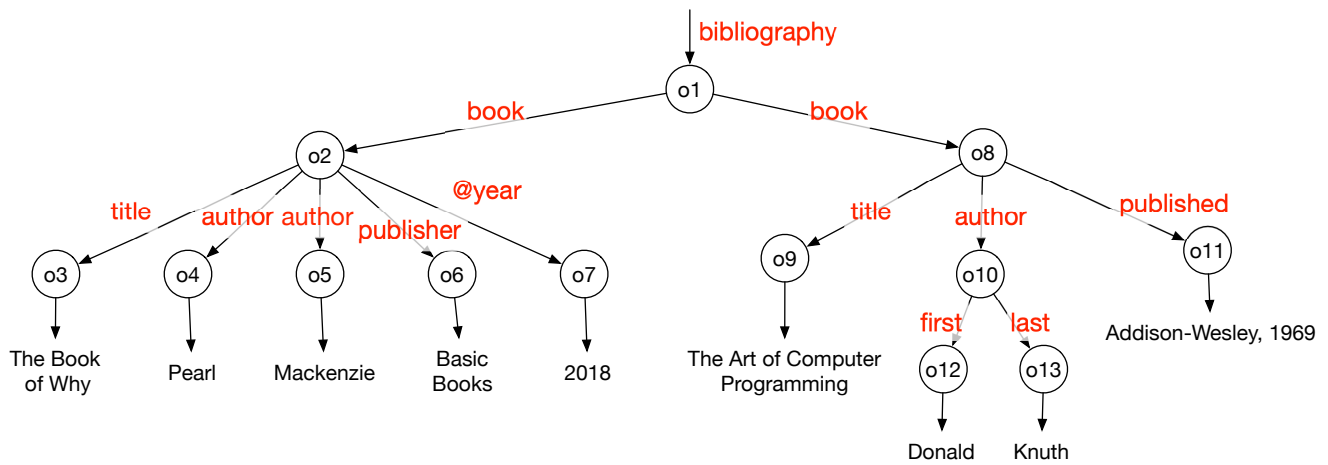 bibliography
o1
book
book
o2
o8
@year
title
author
author
publisher
title
author
published
o3
o4
o5
o6
o7
o9
o10
o11
first
last
The Book
of Why
Pearl
Mackenzie
Basic
Books
2018
The Art of Computer
Programming
o12
o13
Addison-Wesley, 1969
Donald
Knuth